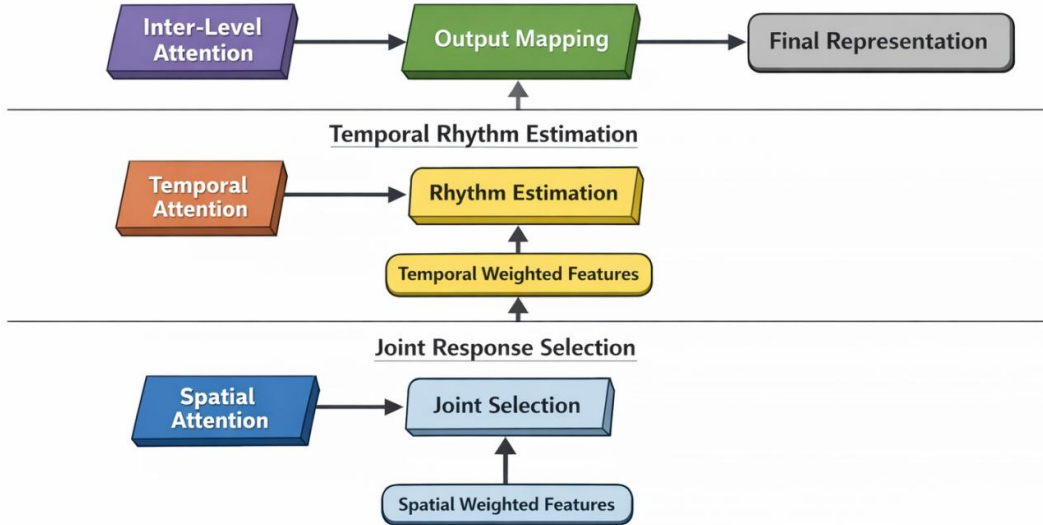 Inter-Level
Attention
Output Mapping
Final Representation
Temporal Rhythm Estimation
Temporal
Attention
Rhythm Estimation
Temporal Weighted Features
Joint Response Selection
Spatial
Attention
Joint Selection
Spatial Weighted Features